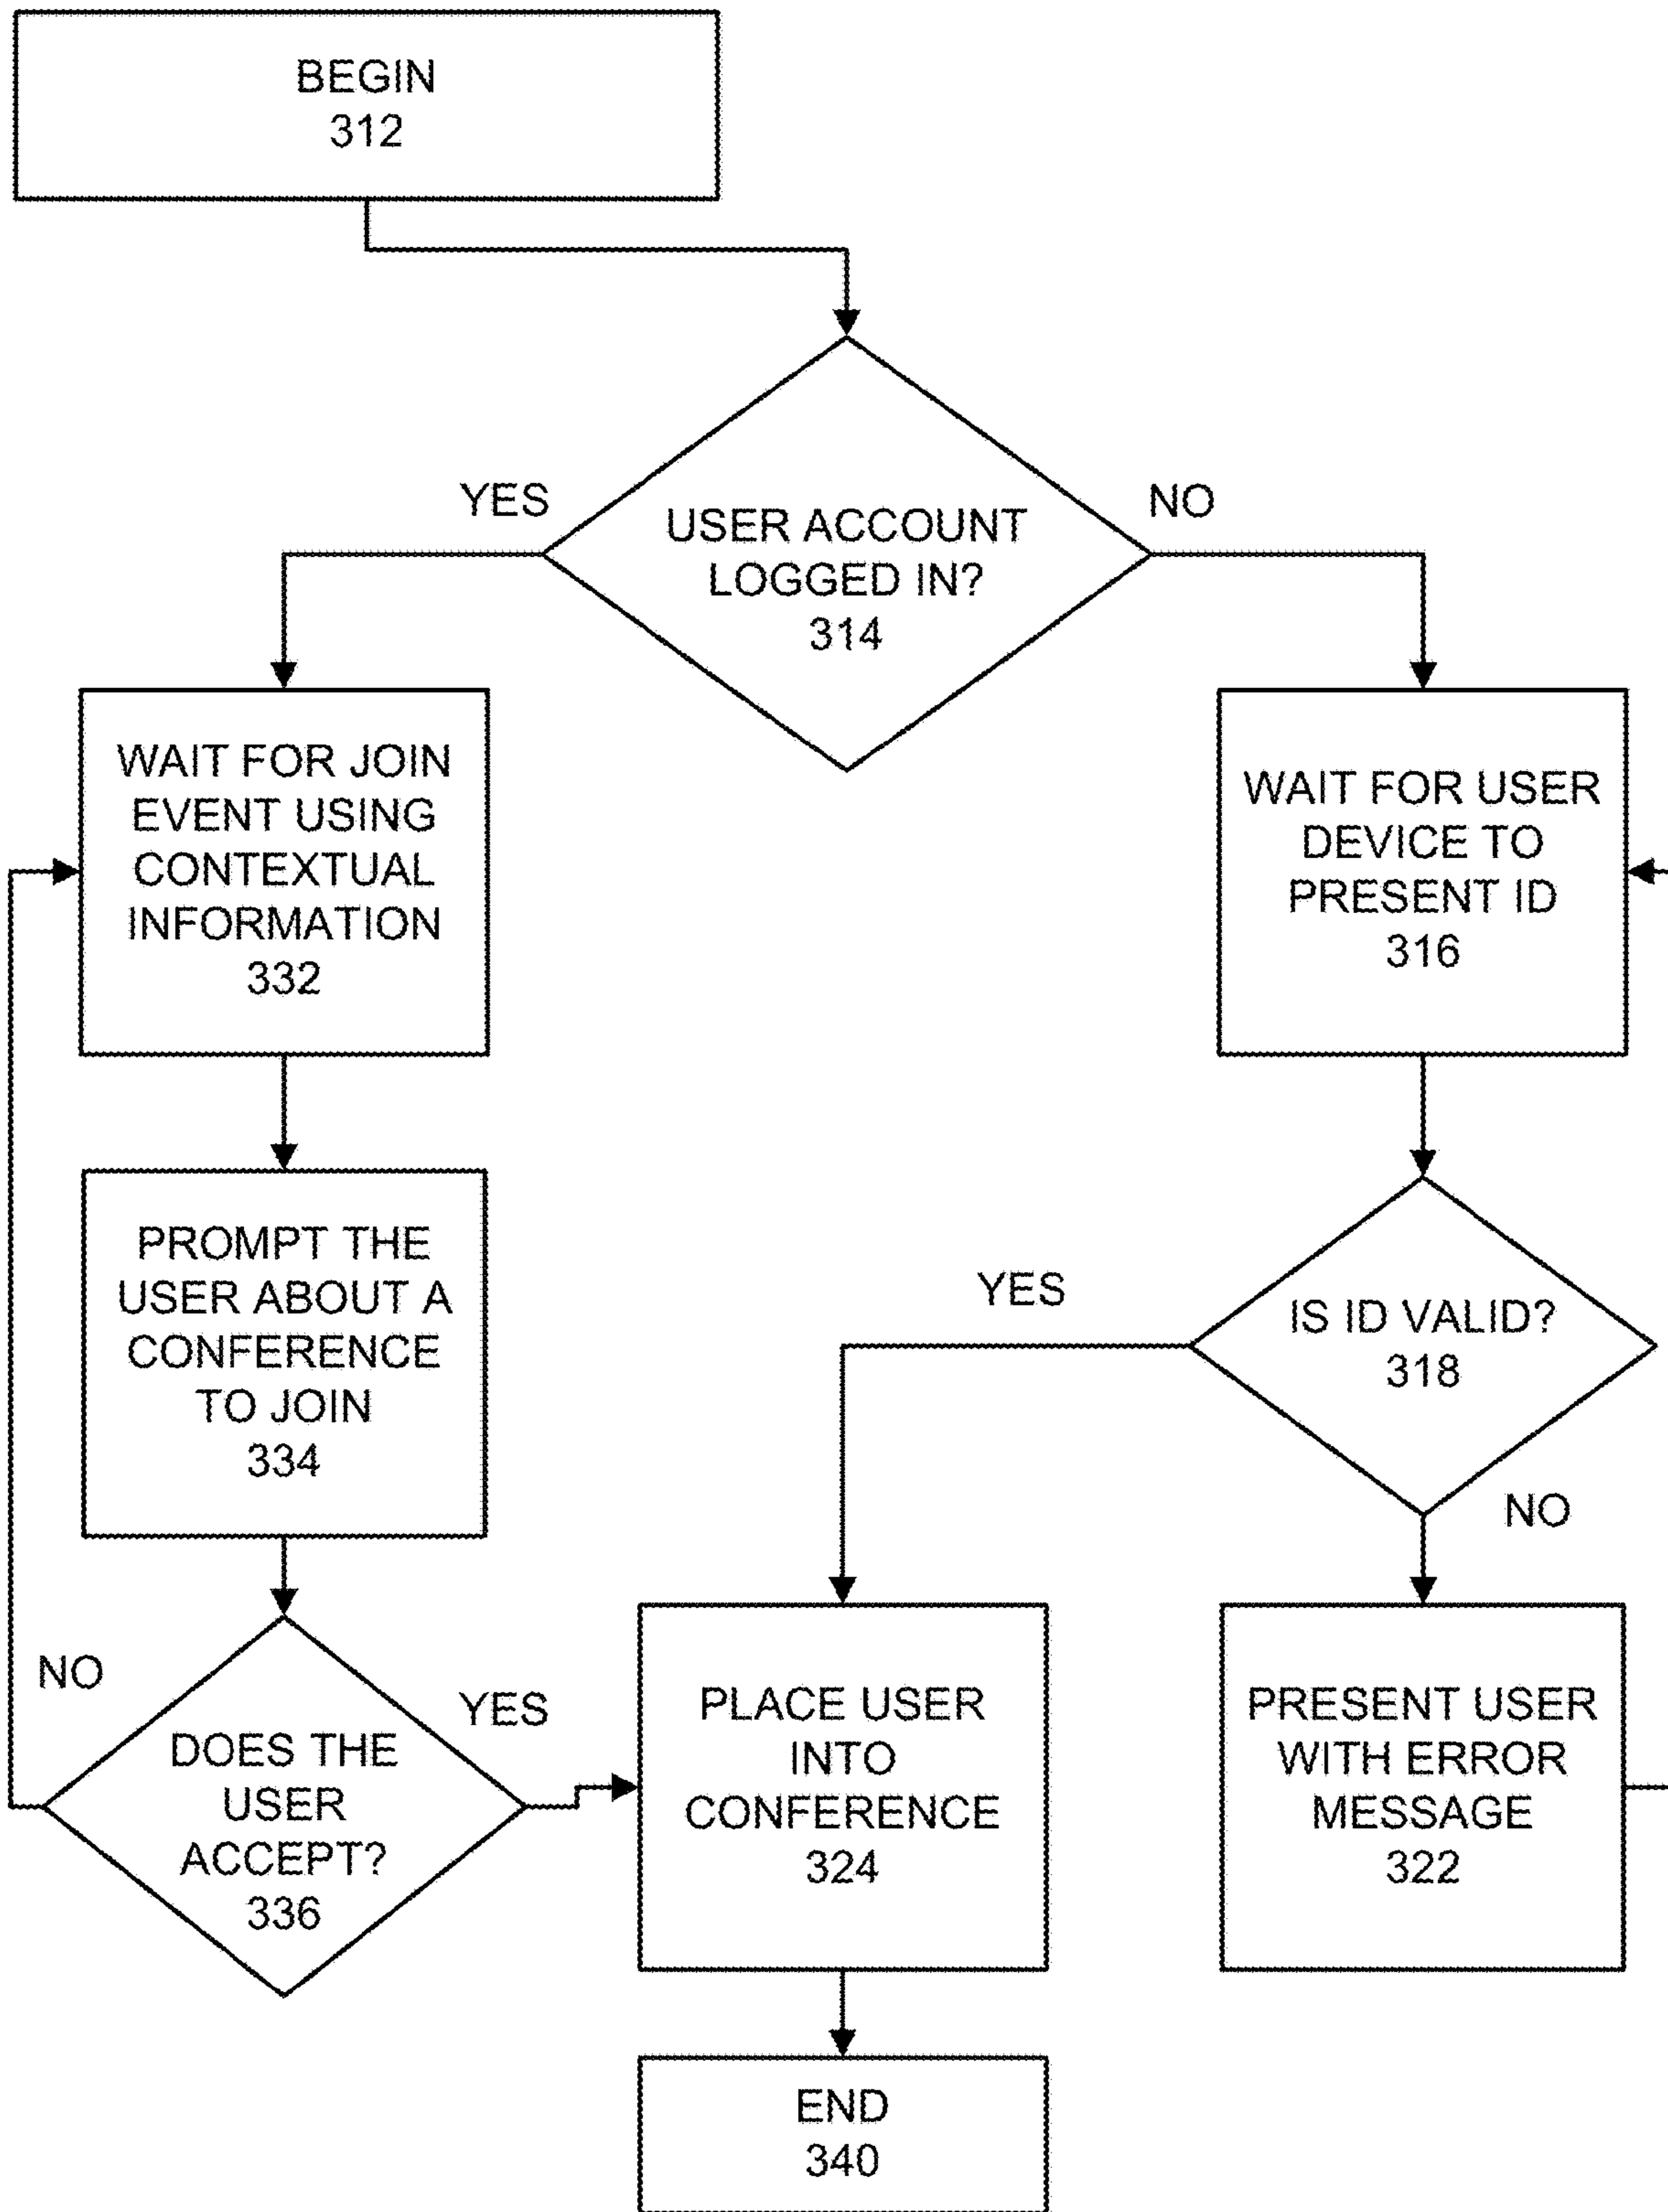 BEGIN
312
YES
NO
USER ACCOUNT
LOGGED IN?
314
WAIT FOR JOIN
EVENT USING
CONTEXTUAL
INFORMATION
332
WAIT FOR USER
DEVICE TO
PRESENT ID
316
PROMPT THE
USER ABOUT A
CONFERENCE
TO JOIN
334
YES
IS ID VALID?
318
NO
NO
YES
DOES THE
USER
ACCEPT?
336
PLACE USER
INTO
CONFERENCE
324
PRESENT USER
WITH ERROR
MESSAGE
322
END
340